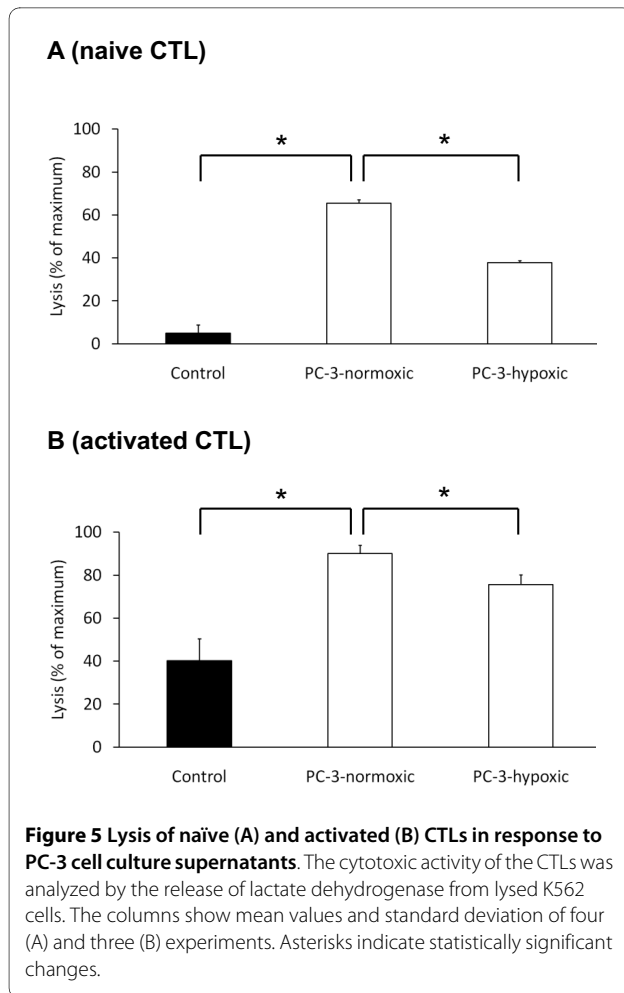 A (naive CTL)
*
*
100
80
60
40
20
0
Lysis (% of maximum)
Control
PC-3-normoxic
PC-3-hypoxic
B (activated CTL)
*
*
100
80
60
40
20
0
Lysis (% of maximum)
Control
PC-3-normoxic
PC-3-hypoxic
Figure 5 Lysis of naïve (A) and activated (B) CTLs in response to
PC-3 cell culture supernatants. The cytotoxic activity of the CTLs was
analyzed by the release of lactate dehydrogenase from lysed K562
cells. The columns show mean values and standard deviation of four
(A) and three (B) experiments. Asterisks indicate statistically significant
changes.